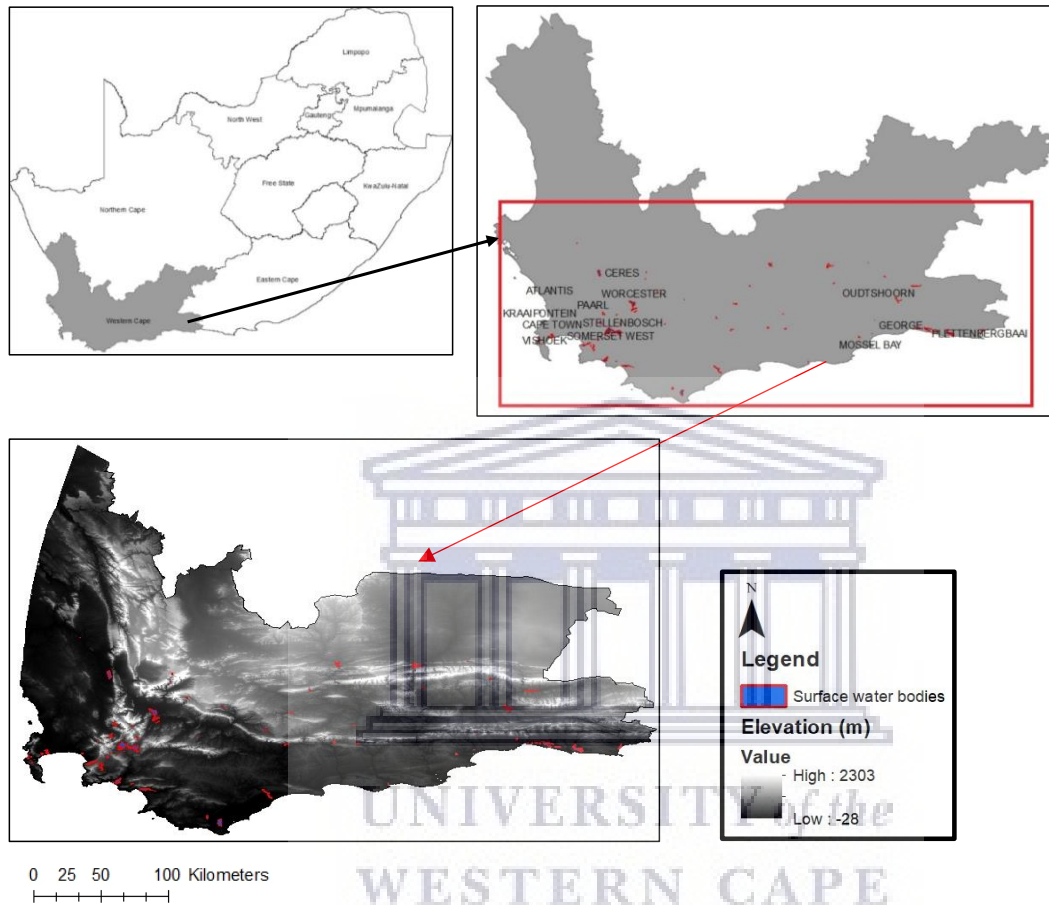 Limpopo
Mpumalanga
Gauteng
North West
Free State
KwaZulu-Natal
Northern Cape
Eastern Cape
Western Cape
CERES
ATLANTIS
WORCESTER
PAARL
KRAAIPONTEIN
CAPE TOWN
STELLENBOSCH
VISHOEK
SOMERSET WEST
OUDTSHOORN
GEORGE
PLETTENBERGBAAI
MOSSEL BAY
N
Legend
Surface water bodies
Elevation (m)
Value
High : 2303
Low : -28
UNIVERSITY of the
WESTERN CAPE
0 25 50 100 Kilometers